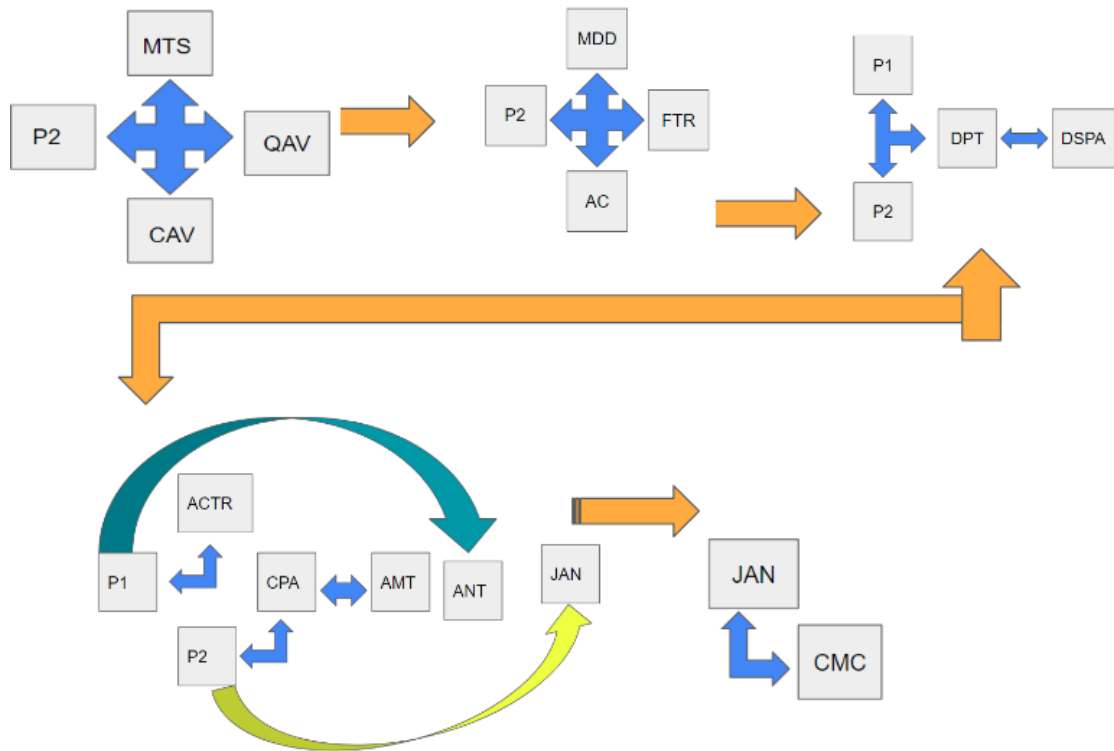 MTS
P2
QAV
CAV
MDD
P2
FTR
AC
P1
DPT
DSPA
P2
ACTR
P1
CPA
AMT
ANT
JAN
P2
JAN
CMC